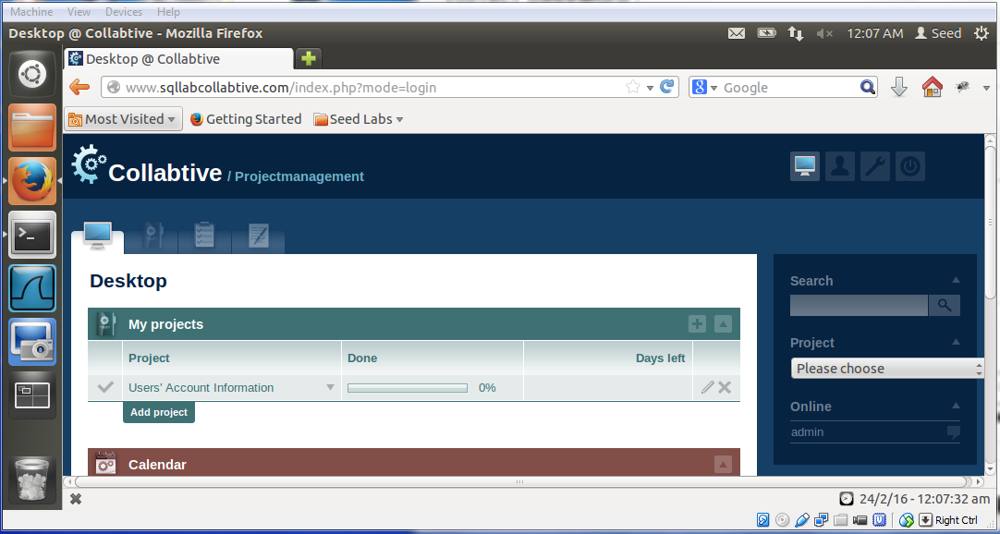 Machine View Devices Help
Desktop @ Collabtive - Mozilla Firefox 12:07 AM Seed
Desktop @ Collabtive
www.sqllabcollabtive.com/index.php?mode=login Google
Most Visited Getting Started Seed Labs
Collabtive / Projectmanagement
Desktop
My projects
Project Done Days left
Users' Account Information 0%
Add project
Calendar
Search
Project
Please choose
Online
admin
24/2/16 - 12:07:32 am
Right Ctrl